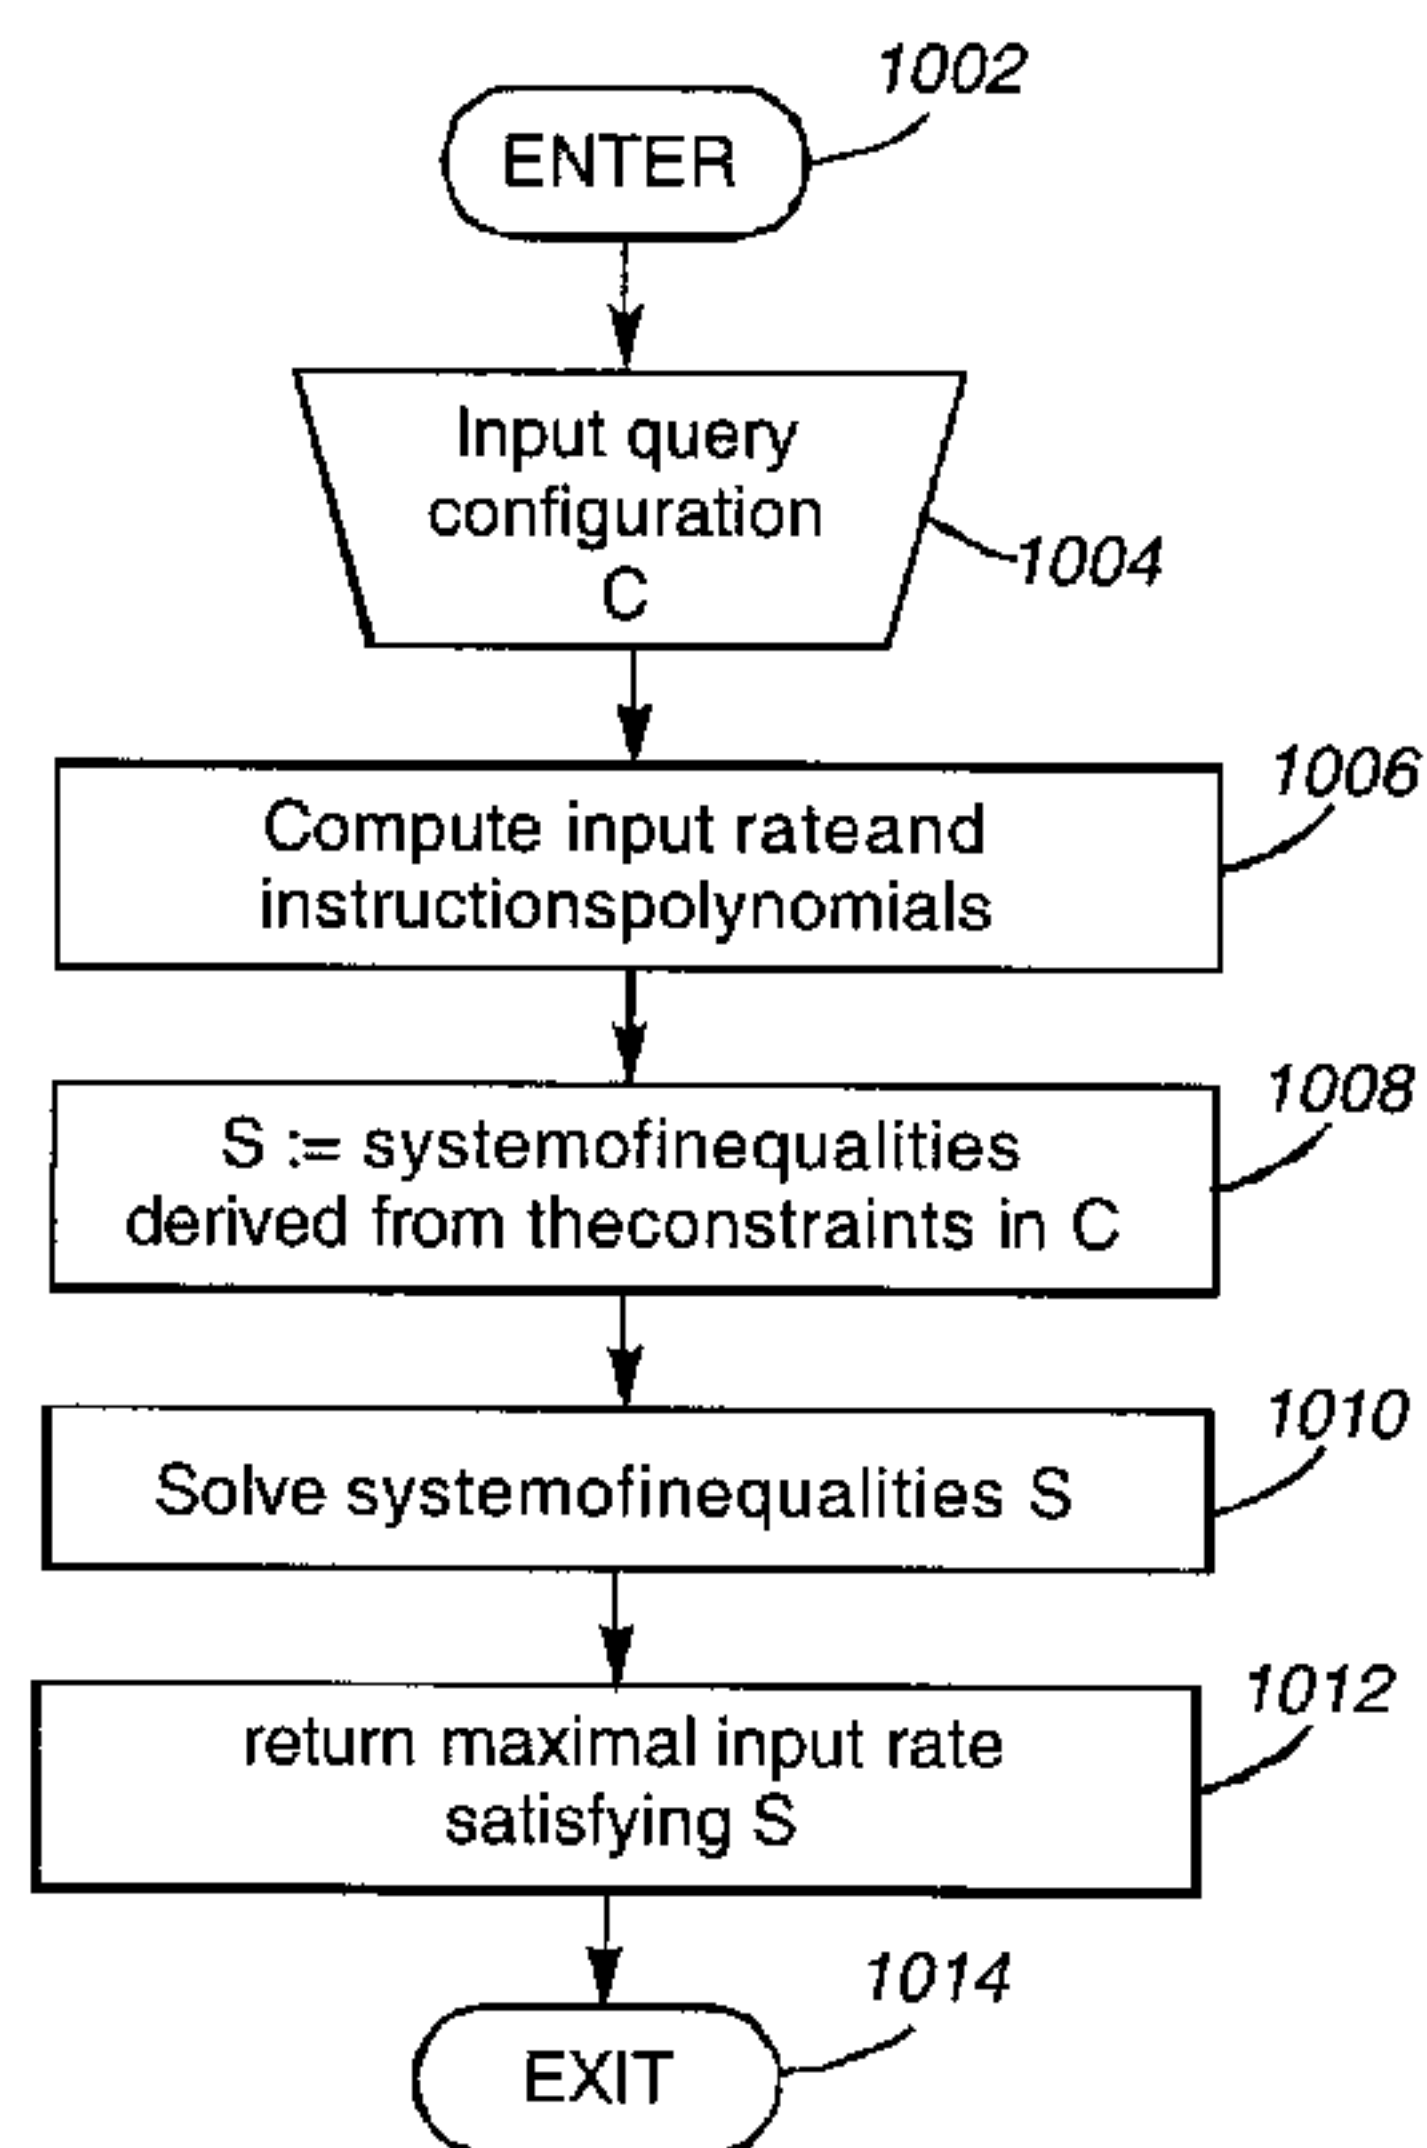 1002
ENTER
Input query
configuration
C
1004
1006
Compute input rateand
instructionspolynomials
1008
S := systemofinequalities
derived from theconstraints in C
1010
Solve systemofinequalities S
1012
return maximal input rate
satisfying S
1014
EXIT